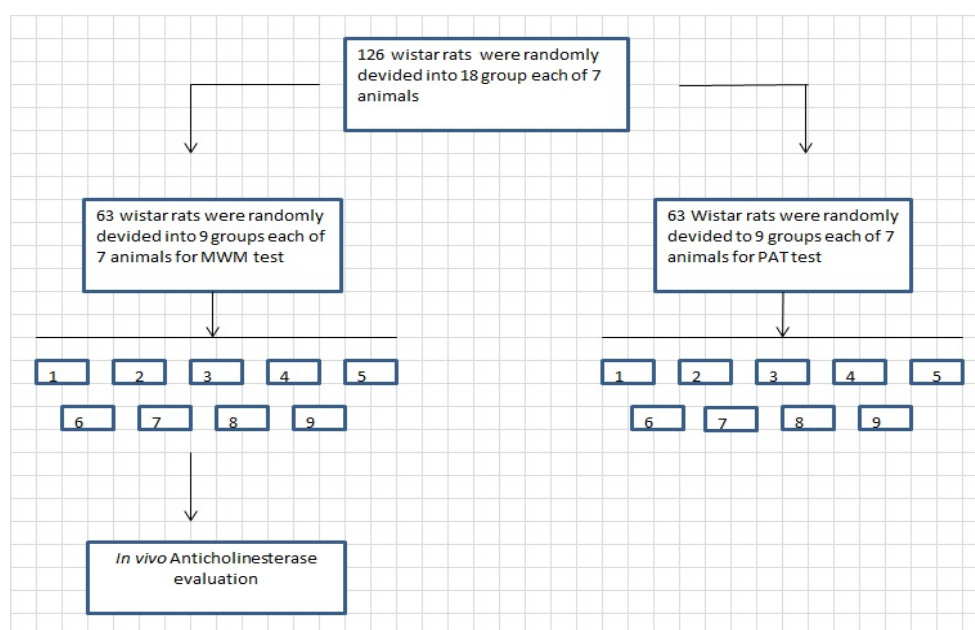 126 wistar rats were randomly
devided into 18 group each of 7
animals
63 wistar rats were randomly
devided into 9 groups each of
7 animals for MWM test
63 Wistar rats were randomly
devided to 9 groups each of 7
animals for PAT test
1 2 3 4 5
6 7 8 9
1 2 3 4 5
6 7 8 9
In vivo Anticholinesterase
evaluation